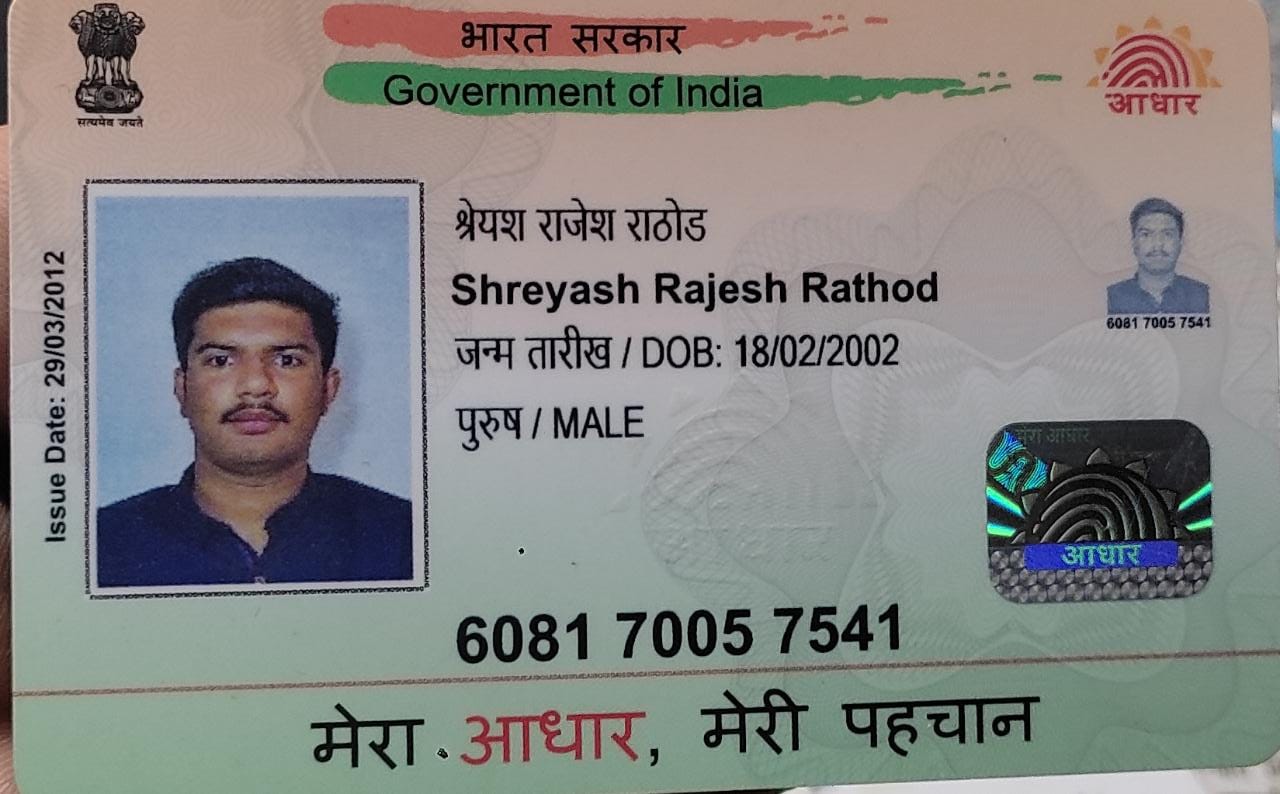 भारत सरकार
Government of India
सत्यमेव जयते
आधार
Issue Date: 29/03/2012
श्रेयश राजेश राठोड
Shreyash Rajesh Rathod
जन्म तारीख / DOB: 18/02/2002
पुरुष / MALE
6081 7005 7541
मेरा आधार
आधार
6081 7005 7541
मेरा आधार, मेरी पहचान